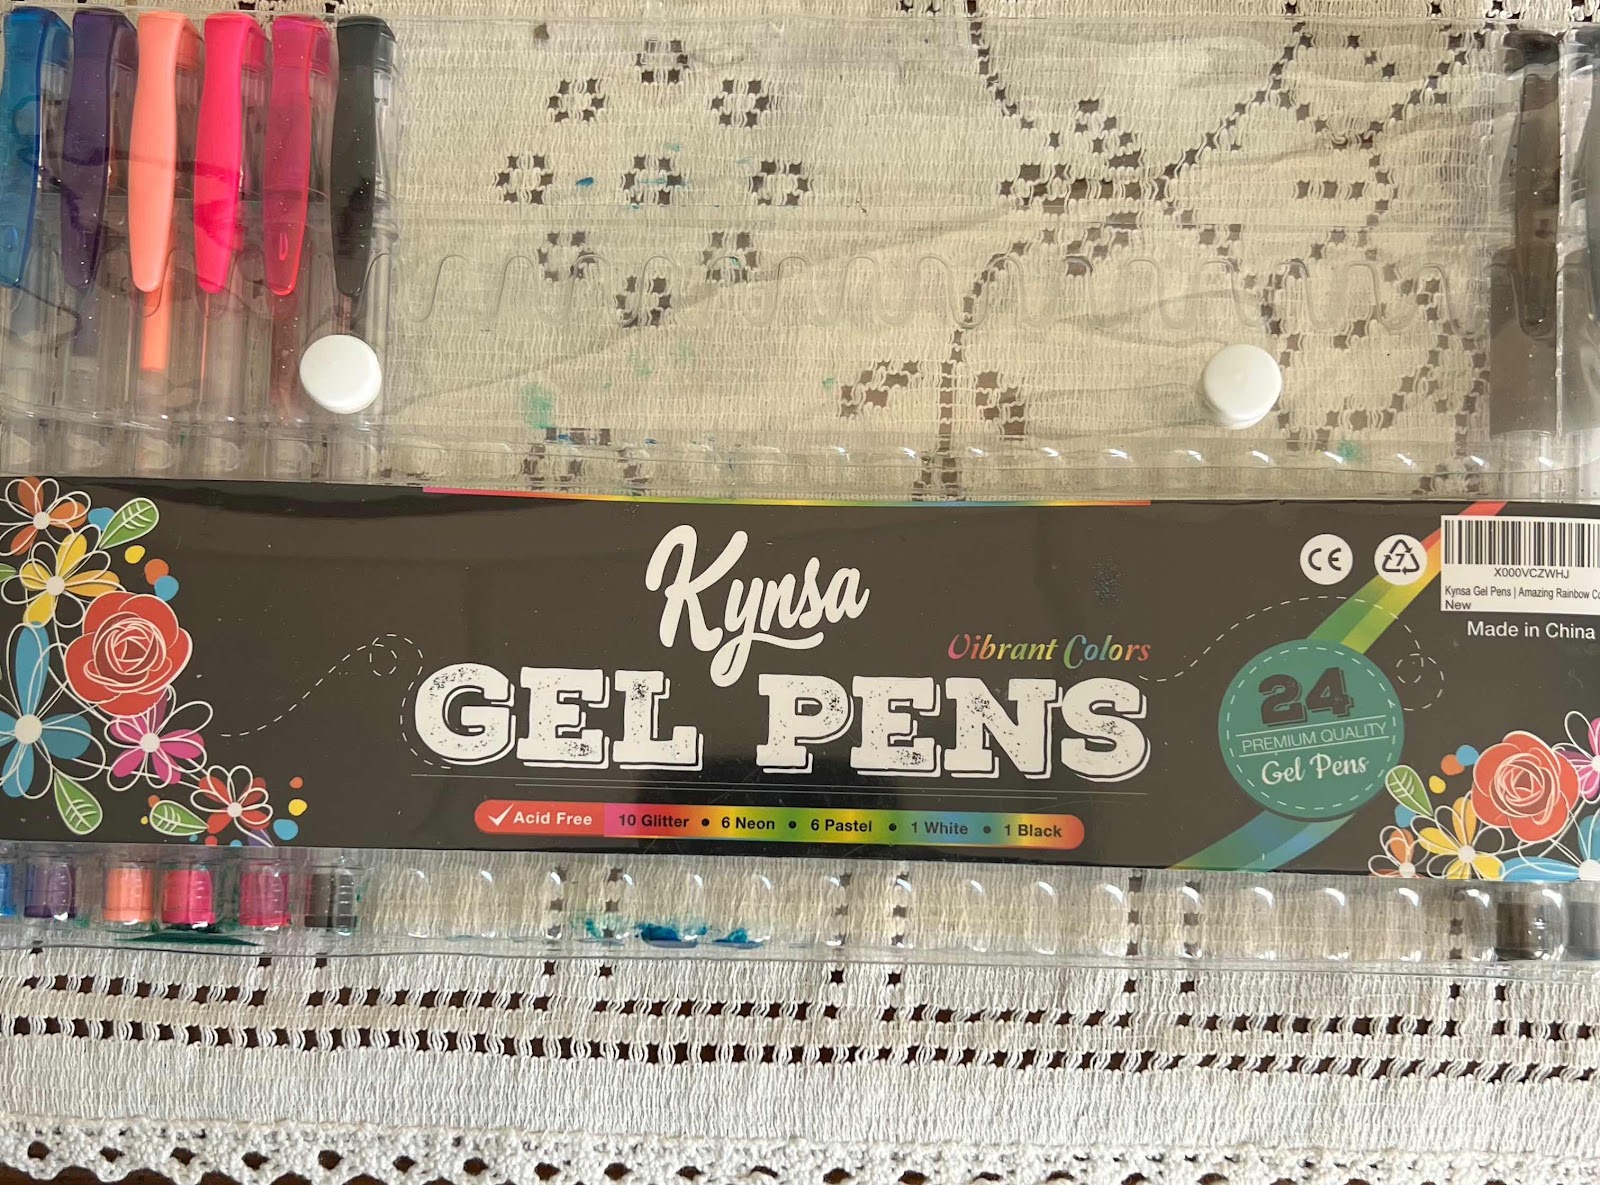 Kynsa
Vibrant Colors
GEL PENS
Acid Free 10 Glitter • 6 Neon • 6 Pastel • 1 White • 1 Black
CE
7
X000VCZWHJ
Kynsa Gel Pens | Amazing Rainbow
New
Made in China
24
PREMIUM QUALITY
Gel Pens